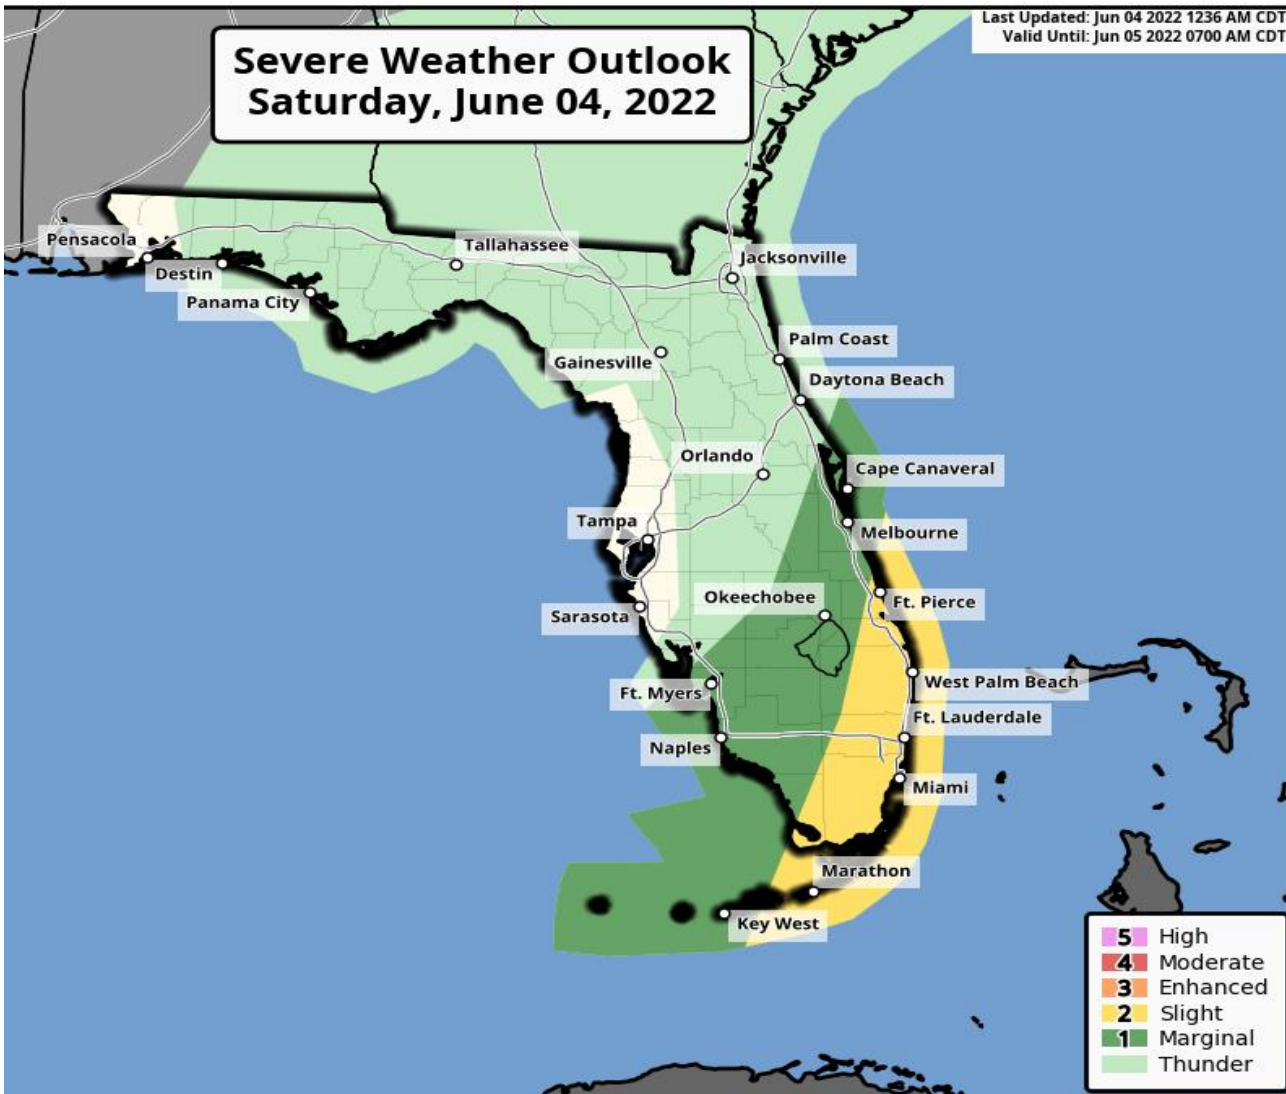 Last Updated: Jun 04 2022 1236 AM CDT
Valid Until: Jun 05 2022 0700 AM CDT
Severe Weather Outlook
Saturday, June 04, 2022
Pensacola
Tallahassee
Destin
Jacksonville
Panama City
Palm Coast
Gainesville
Daytona Beach
Orlando
Cape Canaveral
Tampa
Melbourne
Okeechobee
Ft. Pierce
Sarasota
West Palm Beach
Ft. Myers
Ft. Lauderdale
Naples
Miami
Marathon
Key West
5 High
4 Moderate
3 Enhanced
2 Slight
1 Marginal
Thunder